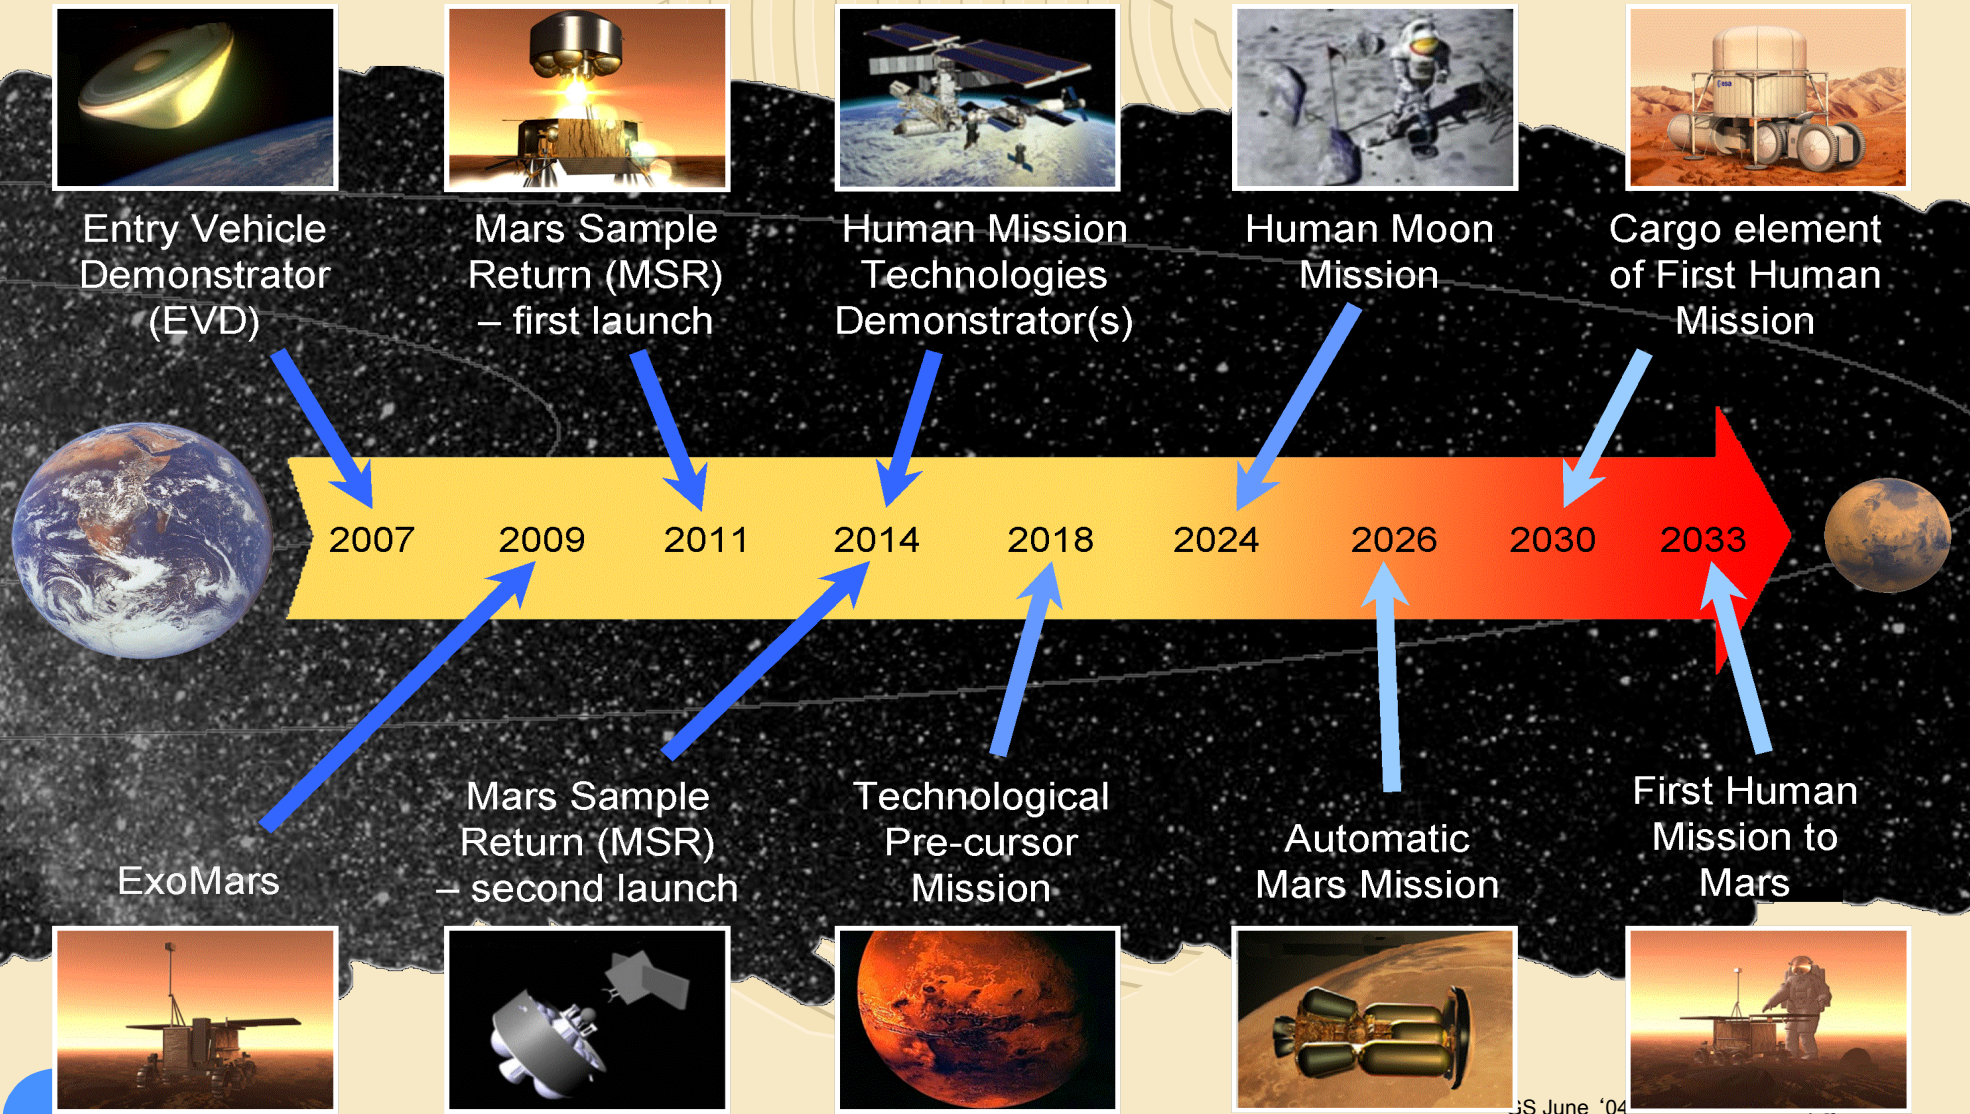 esa
Entry Vehicle
Demonstrator
(EVD)
Mars Sample
Return (MSR)
– first launch
Human Mission
Technologies
Demonstrator(s)
Human Moon
Mission
Cargo element
of First Human
Mission
2007 2009 2011 2014 2018 2024 2026 2030 2033
ExoMars
Mars Sample
Return (MSR)
– second launch
Technological
Pre-cursor
Mission
Automatic
Mars Mission
First Human
Mission to
Mars
GS June ‘04